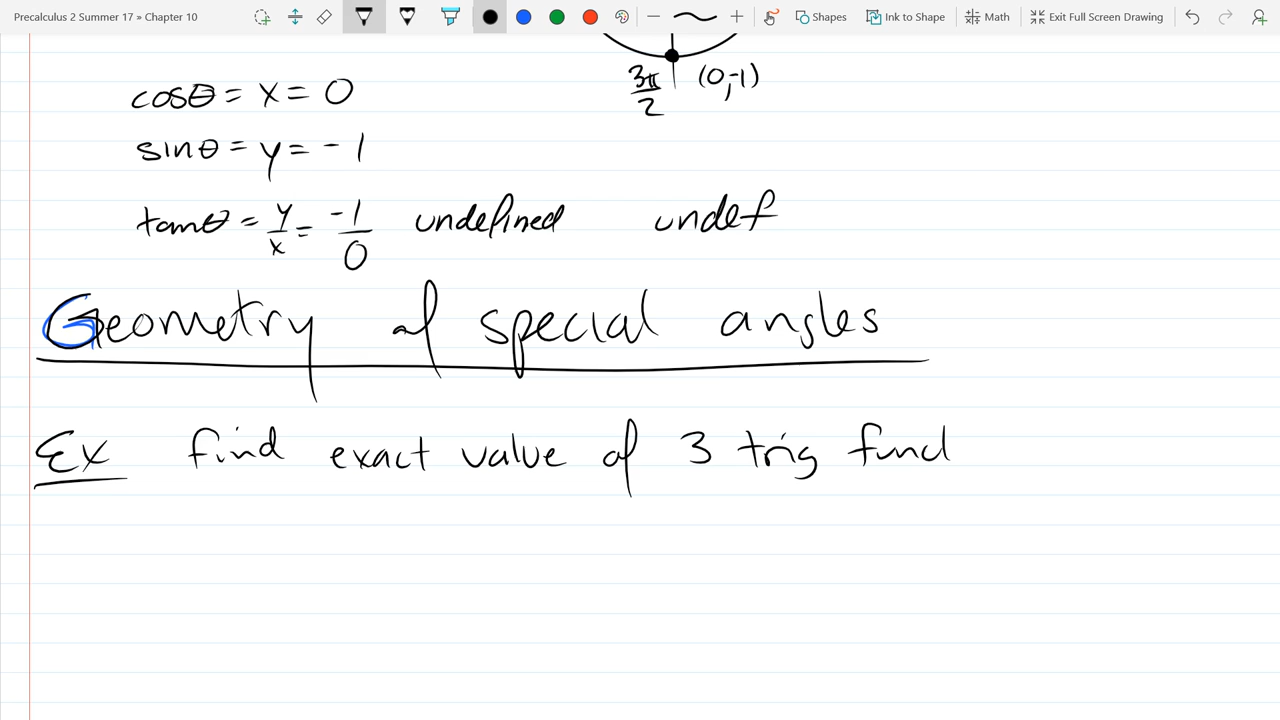 Precalculus 2 Summer 17 » Chapter 10
Shapes
Ink to Shape
Math
Exit Full Screen Drawing
3π/2 (0,-1)
cosθ = x = 0
sinθ = y = -1
tanθ = y/x = -1/0 undefined undef
Geometry of special angles
Ex find exact value of 3 trig funcl